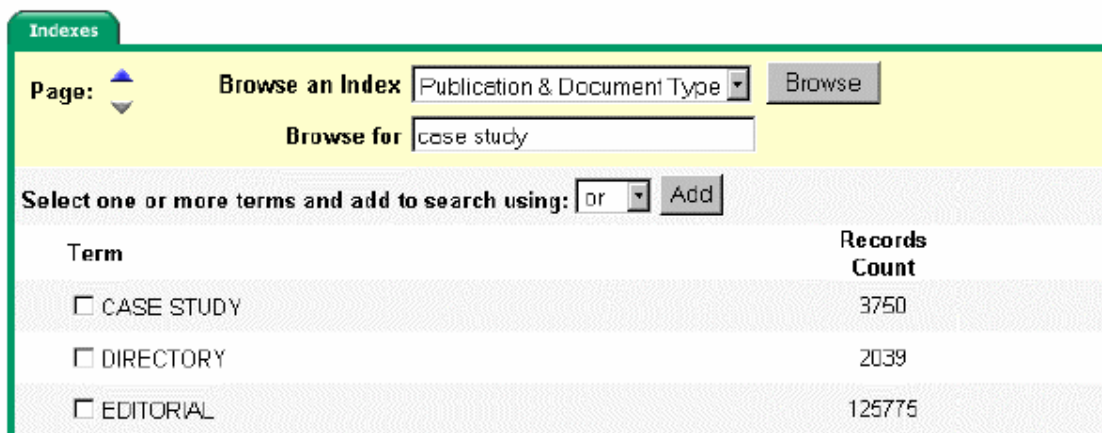 Indexes
Page: Browse an Index Publication & Document Type Browse
Browse for case study
Select one or more terms and add to search using: or Add
Term Records Count
CASE STUDY 3750
DIRECTORY 2039
EDITORIAL 125775